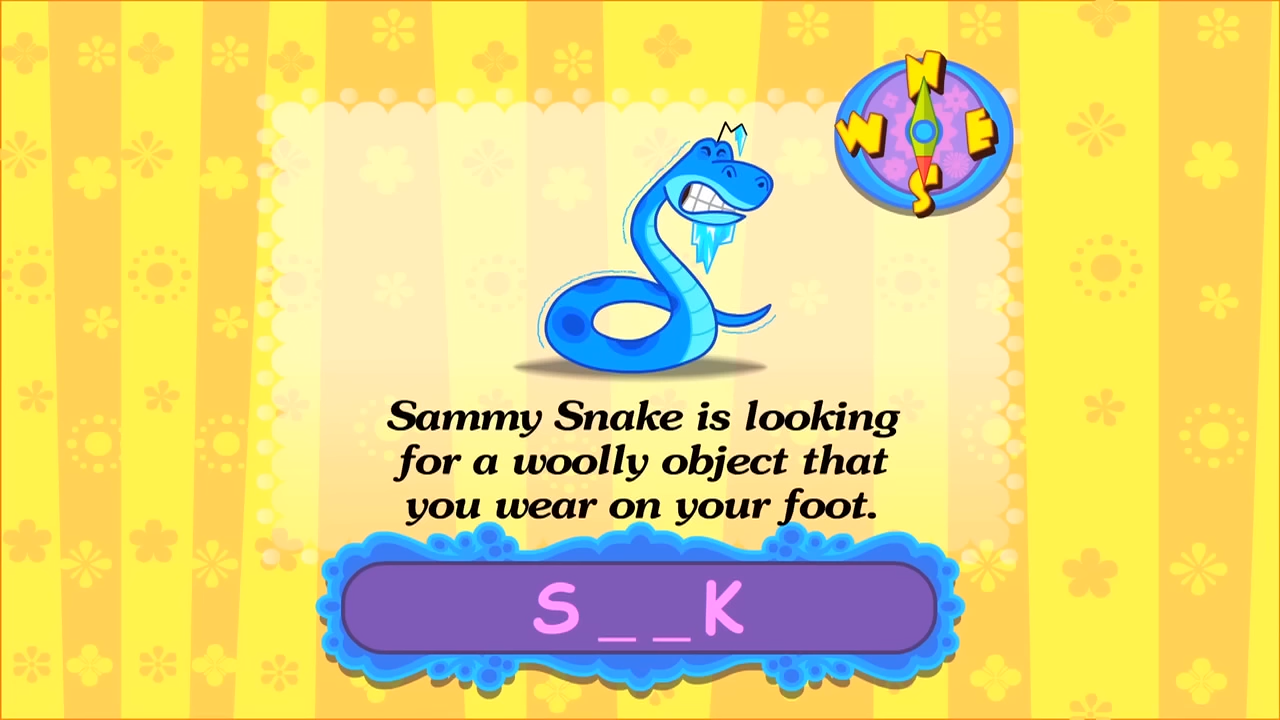 N
W E
S
Sammy Snake is looking
for a woolly object that
you wear on your foot.
S _ _ K